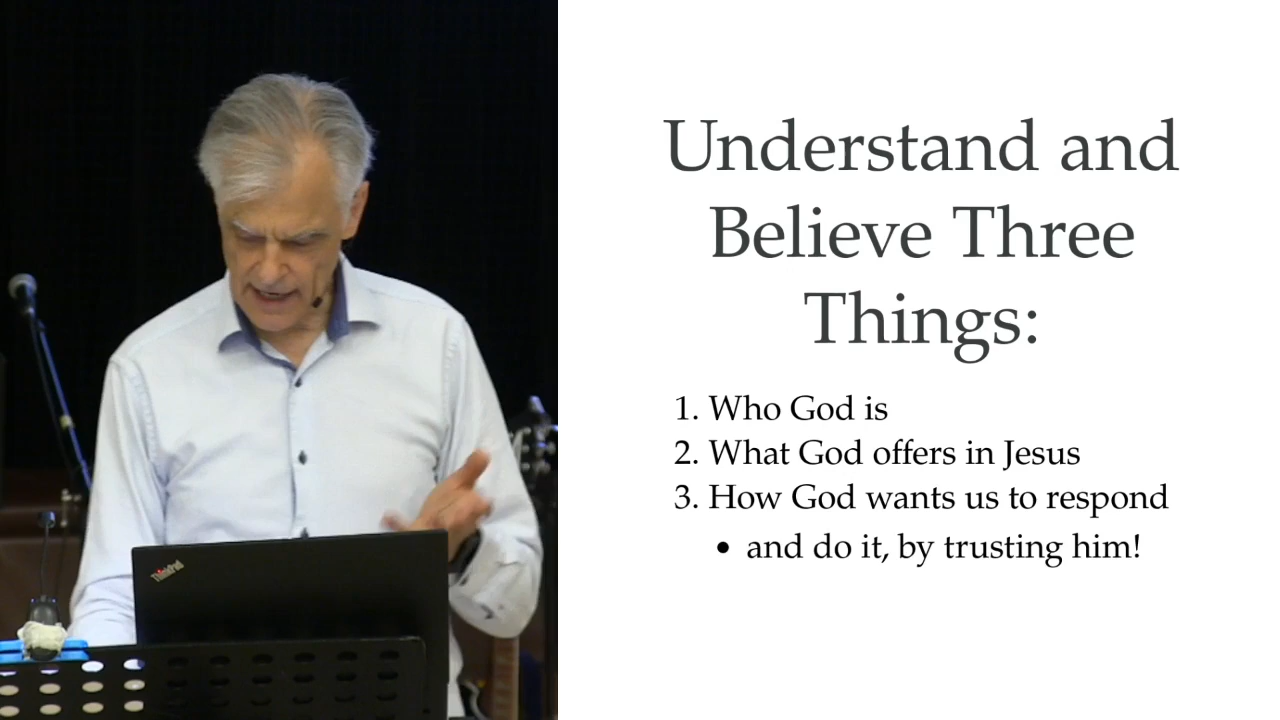 Understand and
Believe Three
Things:
1. Who God is
2. What God offers in Jesus
3. How God wants us to respond
• and do it, by trusting him!
ThinkPad